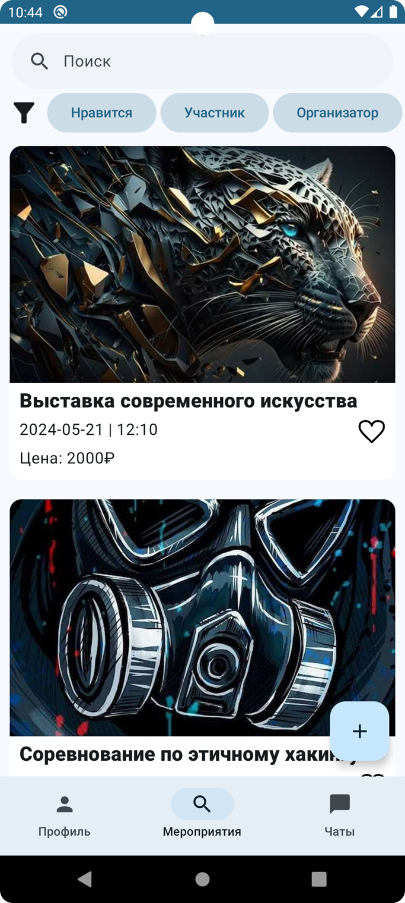 10:44
Поиск
Нравится
Участник
Организатор
Выставка современного искусства
2024-05-21 | 12:10
Цена: 2000₽
Соревнование по этичному
Профиль
Мероприятия
Чаты